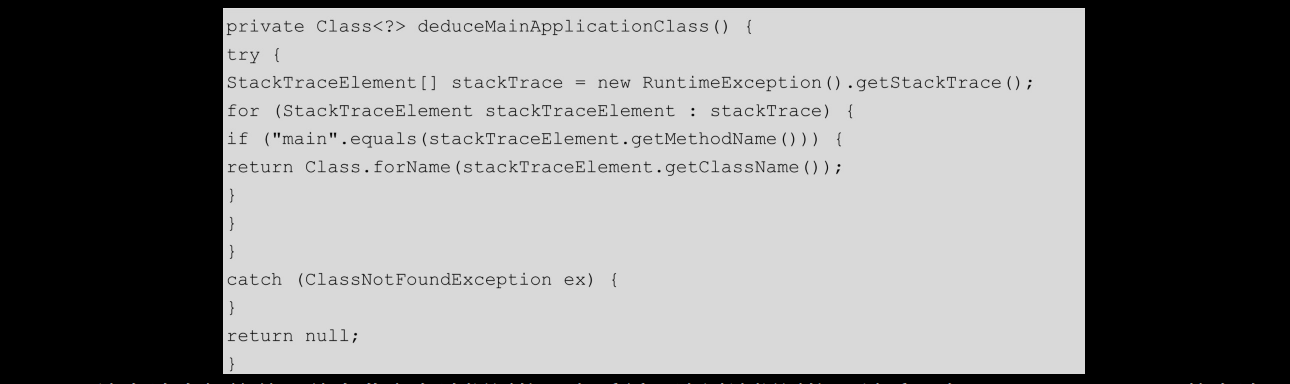 private Class<?> deduceMainApplicationClass() {
try {
StackTraceElement[] stackTrace = new RuntimeException().getStackTrace();
for (StackTraceElement stackTraceElement : stackTrace) {
if ("main".equals(stackTraceElement.getMethodName())) {
return Class.forName(stackTraceElement.getClassName());
}
}
}
catch (ClassNotFoundException ex) {
}
return null;
}